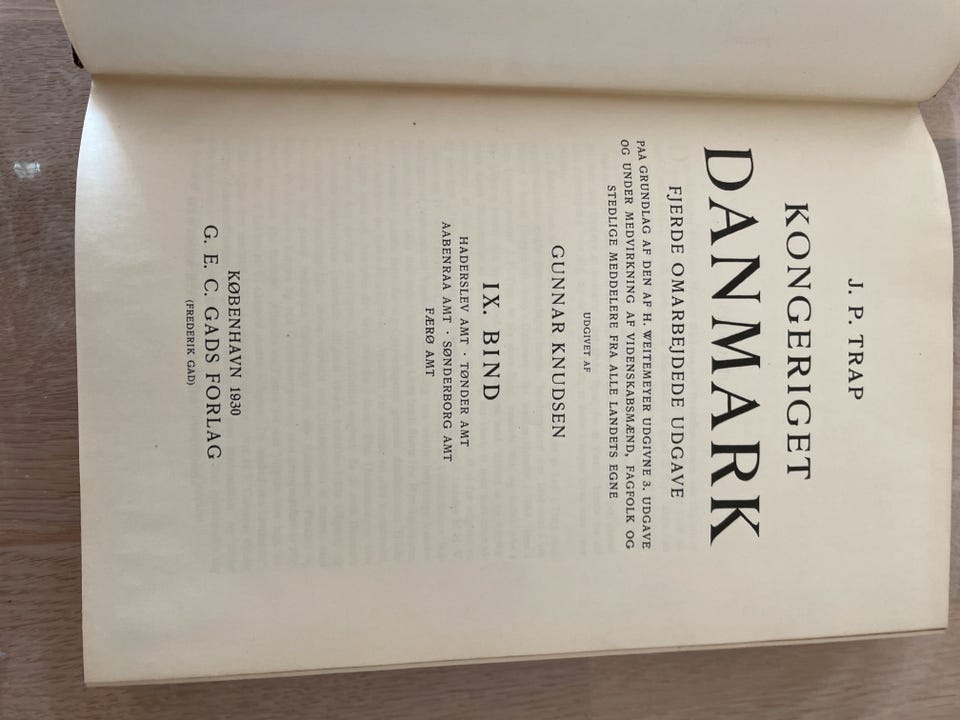 J. P. TRAP
KONGERIGET
DANMARK
FJERDE OMARBEJDEDE UDGAVE
PAA GRUNDLAG AF DEN AF H. WEITEMEYER UDGIVNE 3. UDGAVE
OG UNDER MEDVIRKNING AF VIDENSKABSMÆND, FAGFOLK OG
STEDLIGE MEDDELERE FRA ALLE LANDETS EGNE
UDGIVET AF
GUNNAR KNUDSEN
IX. BIND
HADERSLEV AMT · TØNDER AMT
AABENRAA AMT · SØNDERBORG AMT
FÆRØ AMT
KØBENHAVN 1930
G. E. C. GADS FORLAG
(FREDERIK GAD)